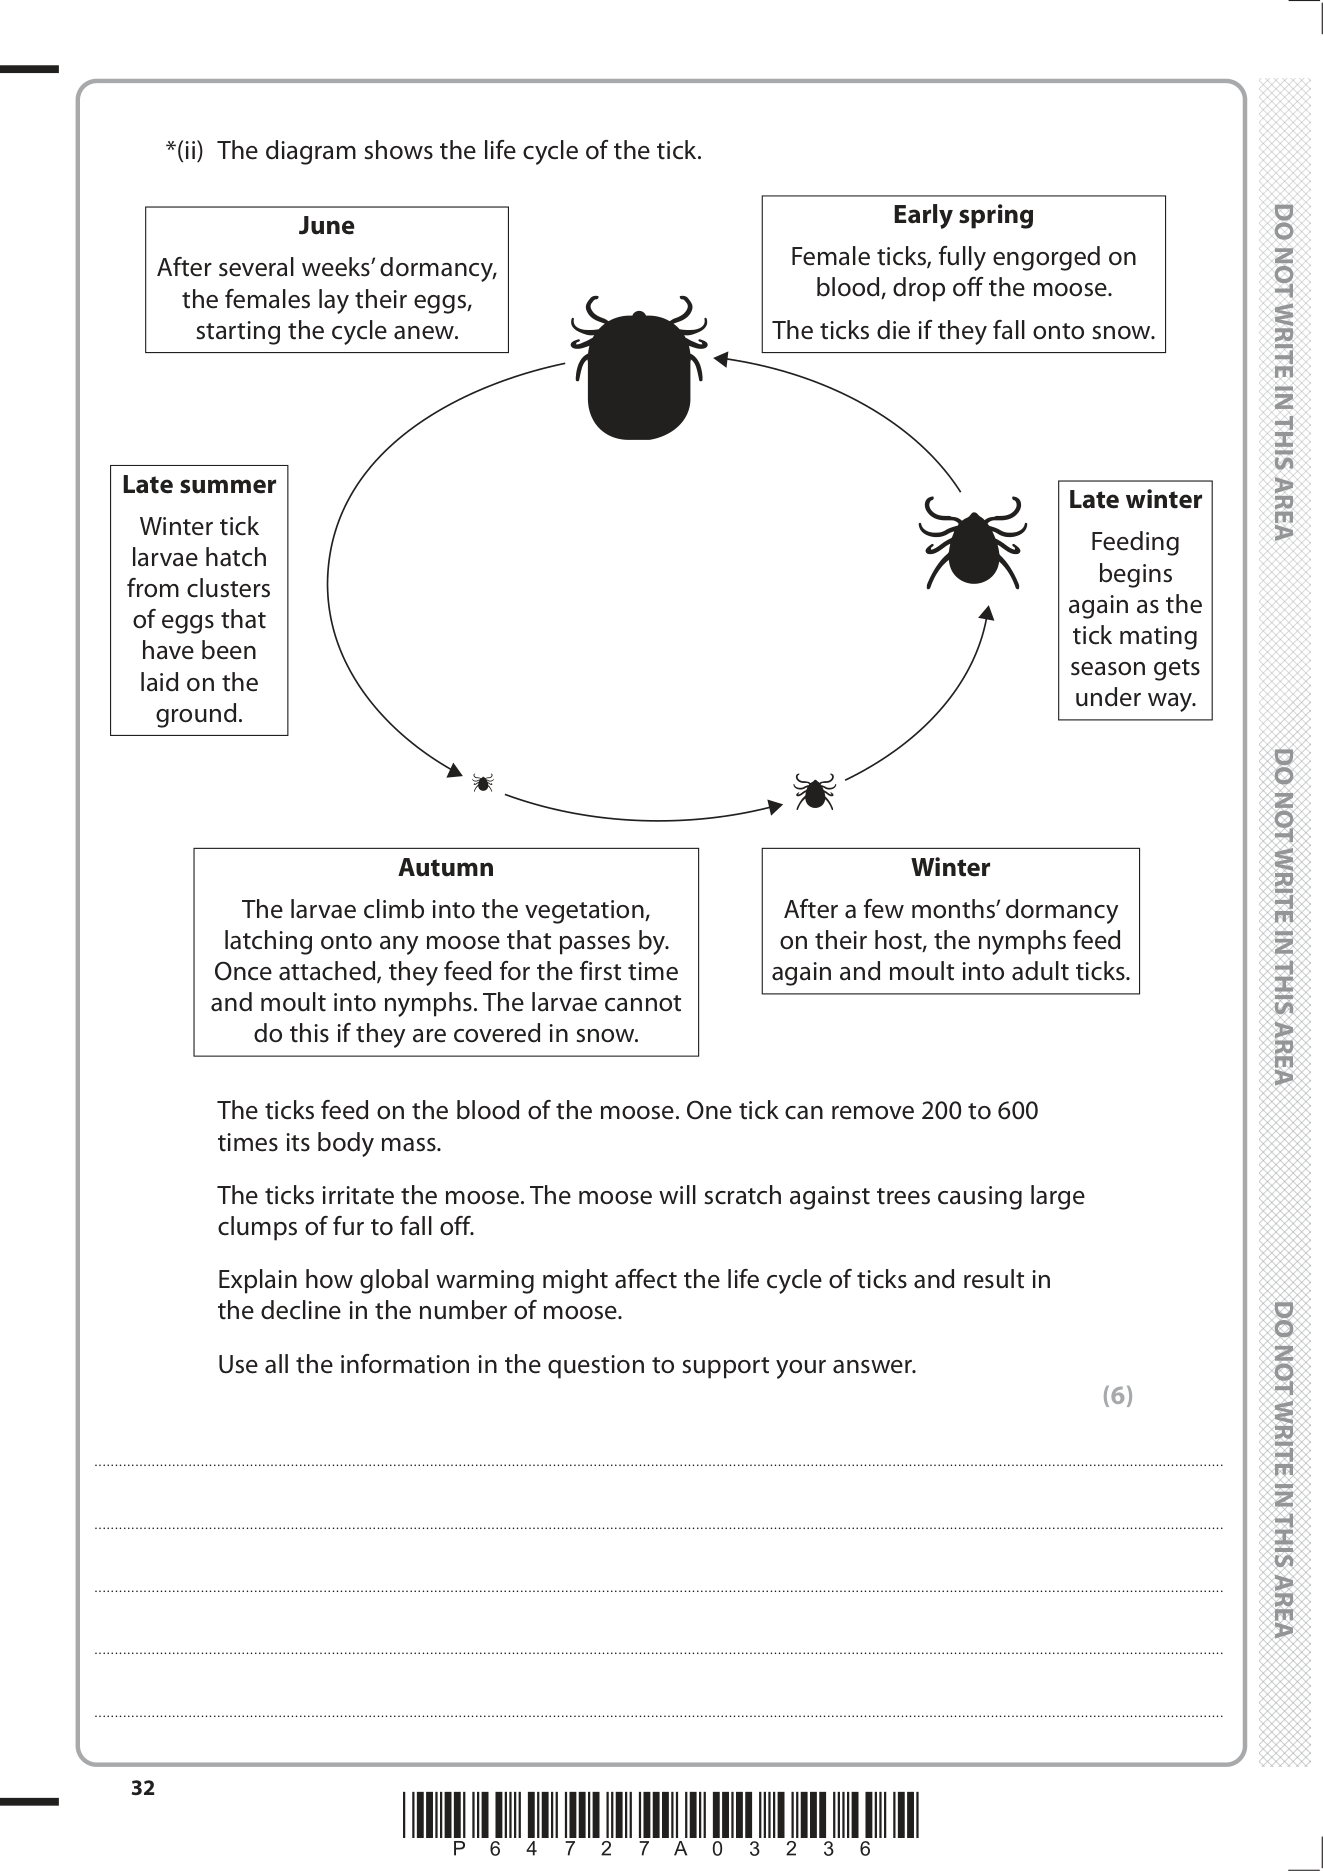 *(ii) The diagram shows the life cycle of the tick.
June
After several weeks’ dormancy,
the females lay their eggs,
starting the cycle anew.
Early spring
Female ticks, fully engorged on
blood, drop off the moose.
The ticks die if they fall onto snow.
Late summer
Winter tick
larvae hatch
from clusters
of eggs that
have been
laid on the
ground.
Late winter
Feeding
begins
again as the
tick mating
season gets
under way.
Autumn
The larvae climb into the vegetation,
latching onto any moose that passes by.
Once attached, they feed for the first time
and moult into nymphs. The larvae cannot
do this if they are covered in snow.
Winter
After a few months’ dormancy
on their host, the nymphs feed
again and moult into adult ticks.
The ticks feed on the blood of the moose. One tick can remove 200 to 600
times its body mass.
The ticks irritate the moose. The moose will scratch against trees causing large
clumps of fur to fall off.
Explain how global warming might affect the life cycle of ticks and result in
the decline in the number of moose.
Use all the information in the question to support your answer.
(6)
32
P64727A03236
DO NOT WRITE IN THIS AREA
DO NOT WRITE IN THIS AREA
DO NOT WRITE IN THIS AREA